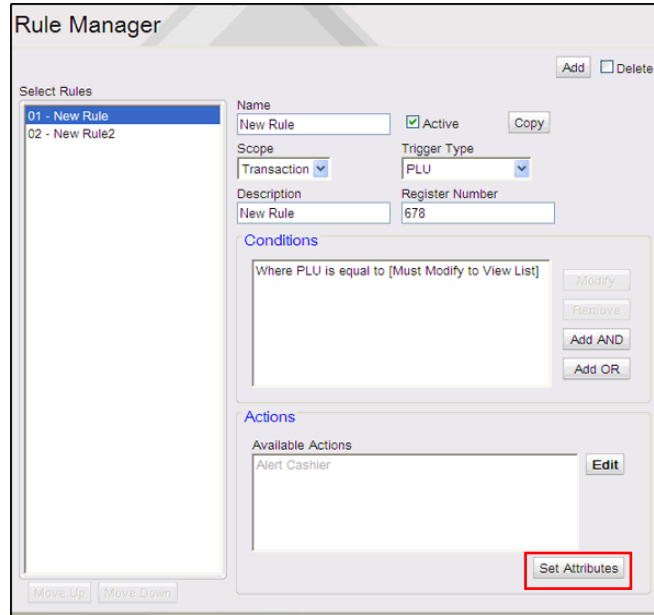 Rule Manager
Add Delete
Select Rules
01 - New Rule
02 - New Rule2
Move Up Move Down
Name
New Rule Active Copy
Scope Trigger Type
Transaction PLU
Description Register Number
New Rule 678
Conditions
Where PLU is equal to [Must Modify to View List]
Modify
Remove
Add AND
Add OR
Actions
Available Actions
Alert Cashier
Edit
Set Attributes